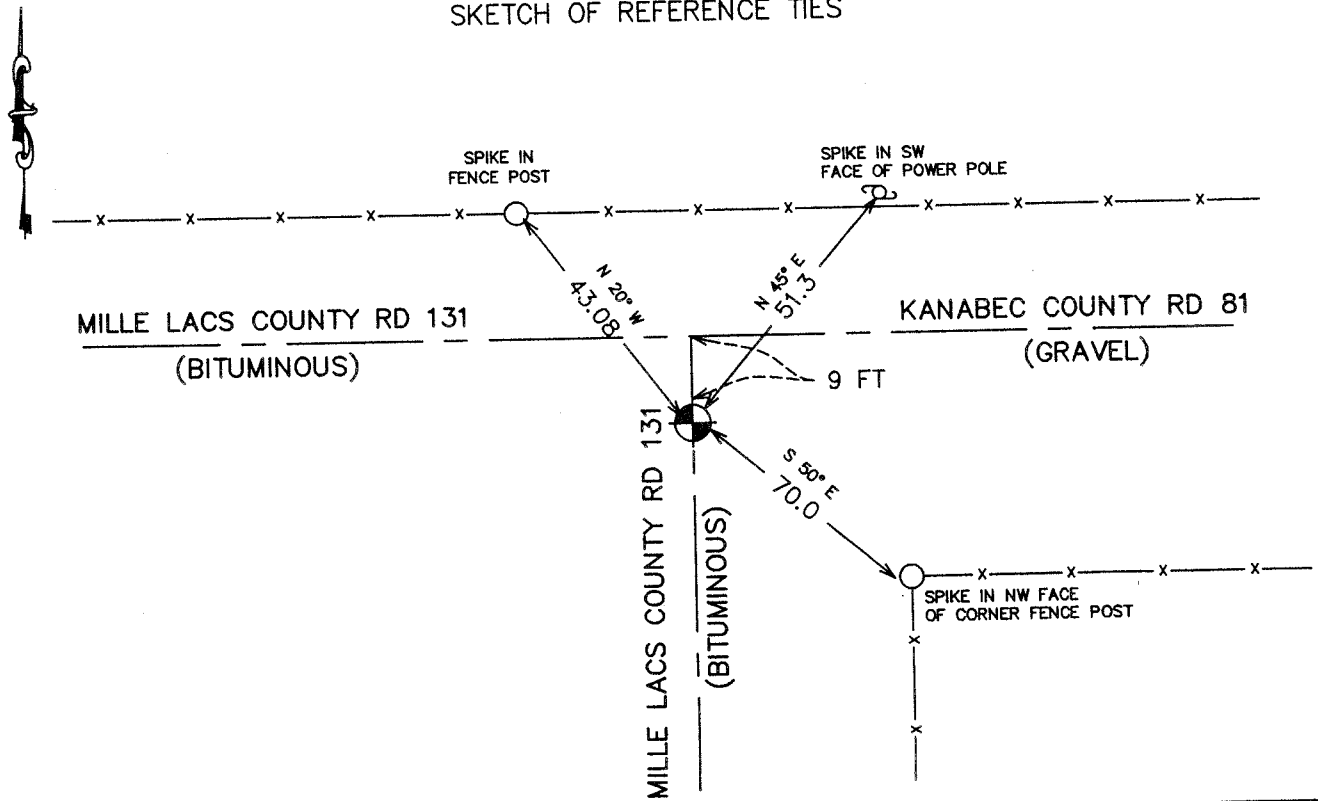 SKETCH OF REFERENCE TIES
SPIKE IN
FENCE POST
SPIKE IN SW
FACE OF POWER POLE
N 20° W
43.08
N 45° E
51.3
MILLE LACS COUNTY RD 131
(BITUMINOUS)
KANABEC COUNTY RD 81
(GRAVEL)
9 FT
MILLE LACS COUNTY RD 131
(BITUMINOUS)
S 50° E
70.0
SPIKE IN NW FACE
OF CORNER FENCE POST